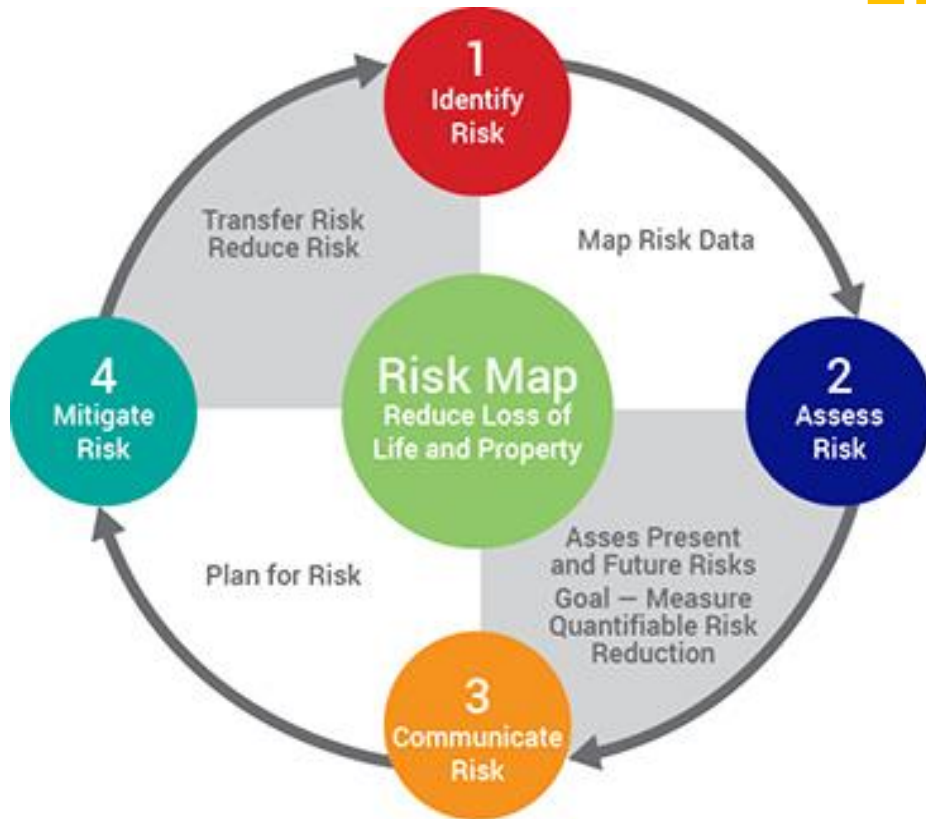 1
Identify
Risk
Transfer Risk
Reduce Risk
Map Risk Data
4
Mitigate
Risk
Risk Map
Reduce Loss of
Life and Property
2
Assess
Risk
Plan for Risk
Asses Present
and Future Risks
Goal — Measure
Quantifiable Risk
Reduction
3
Communicate
Risk